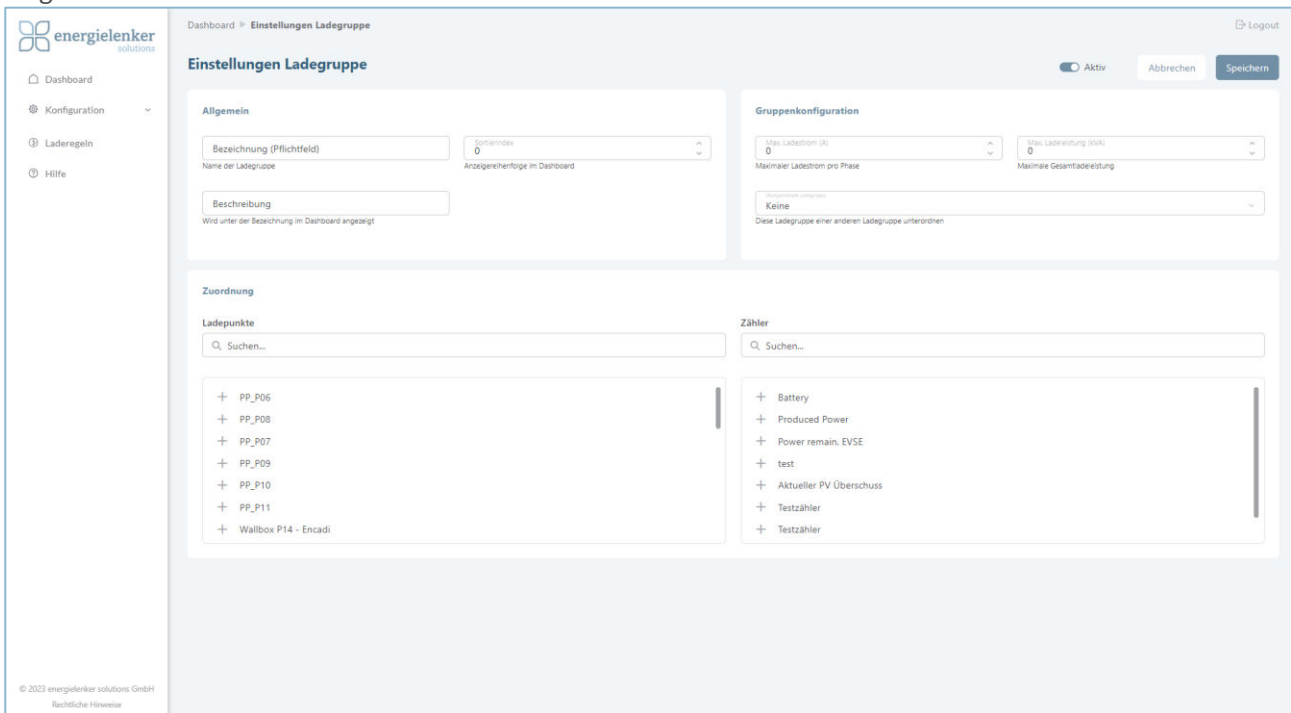 energielenker
solutions
Dashboard
Konfiguration
Laderegeln
Hilfe
© 2023 energielenker solutions GmbH
Rechtliche Hinweise
Dashboard Einstellungen Ladegruppe
Logout
Einstellungen Ladegruppe
Aktiv
Abbrechen
Speichern
Allgemein
Bezeichnung (Pflichtfeld)
Name der Ladegruppe
Sortierindex
0
Anzeigereihenfolge im Dashboard
Beschreibung
Wird unter der Bezeichnung im Dashboard angezeigt
Gruppenkonfiguration
Max. Ladestrom (A)
0
Maximaler Ladestrom pro Phase
Max. Ladeleistung (kVA)
0
Maximale Gesamtladeleistung
Keine
Diese Ladegruppe einer anderen Ladegruppe unterordnen
Zuordnung
Ladepunkte
Suchen...
PP_P06
PP_P08
PP_P07
PP_P09
PP_P10
PP_P11
Wallbox P14 - Encadi
Zähler
Suchen...
Battery
Produced Power
Power remain. EVSE
test
Aktueller PV Überschuss
Testzähler
Testzähler